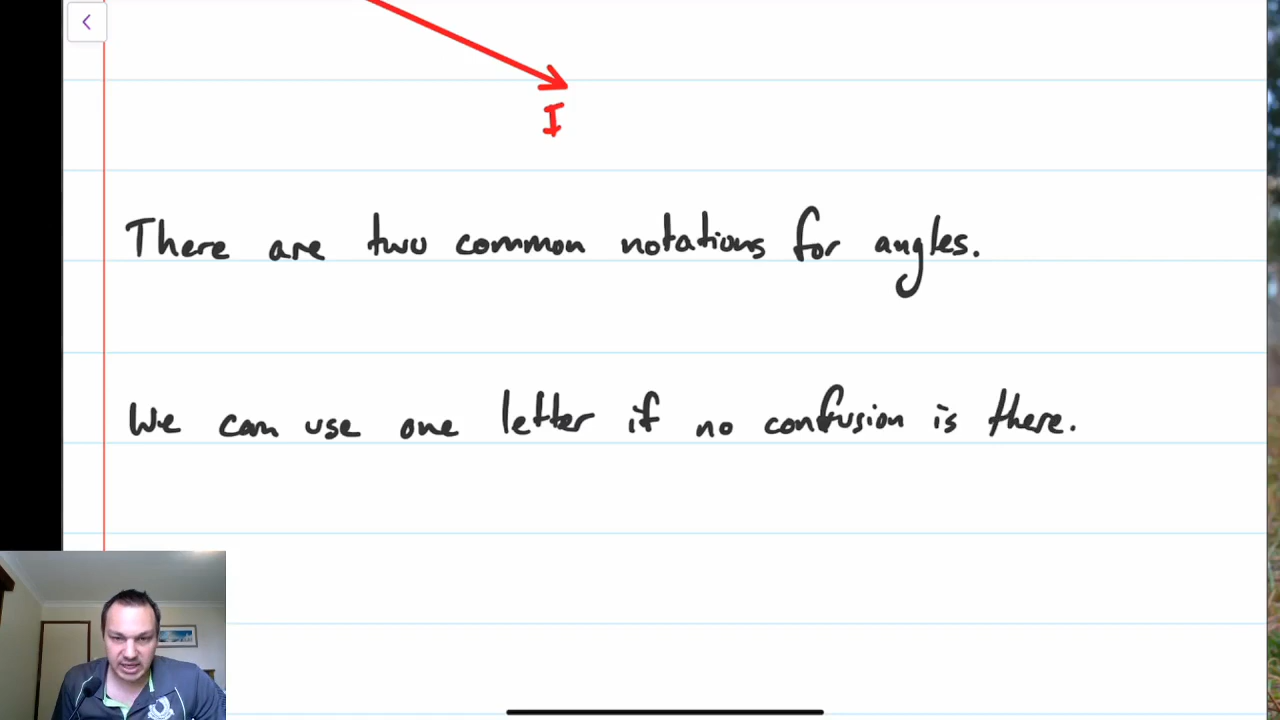 I
There are two common notations for angles.
We can use one letter if no confusion is there.